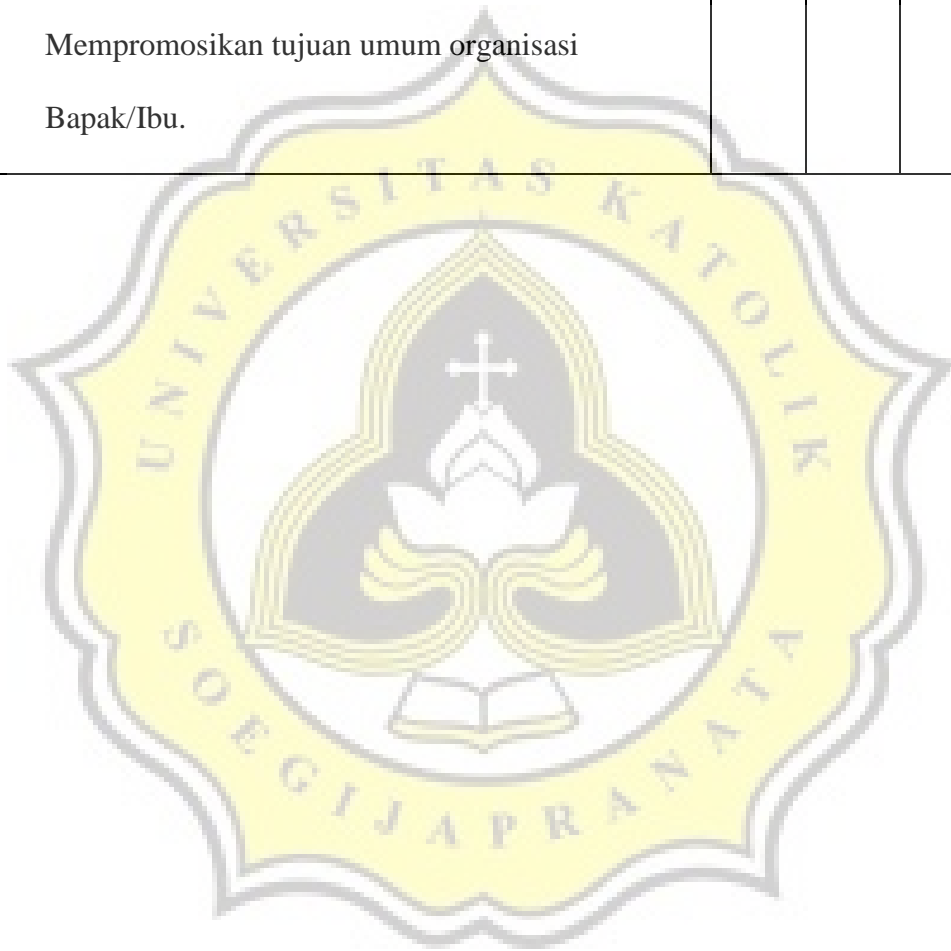 Mempromosikan tujuan umum organisasi
Bapak/Ibu.
UNIVERSITAS KATOLIK
SOEGIJAPRANATA